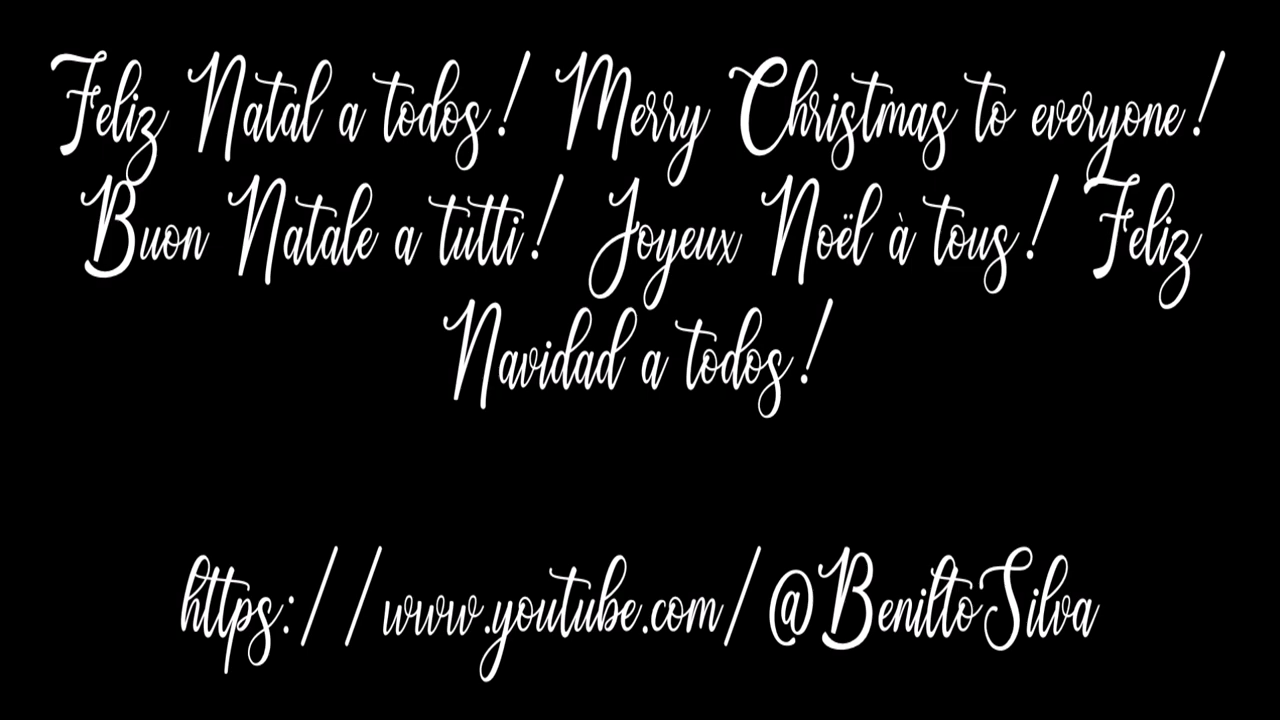 Feliz Natal a todos! Merry Christmas to everyone!
Buon Natale a tutti! Joyeux Noël à tous! Feliz
Navidad a todos!
https://www.youtube.com/@BeniltoSilva